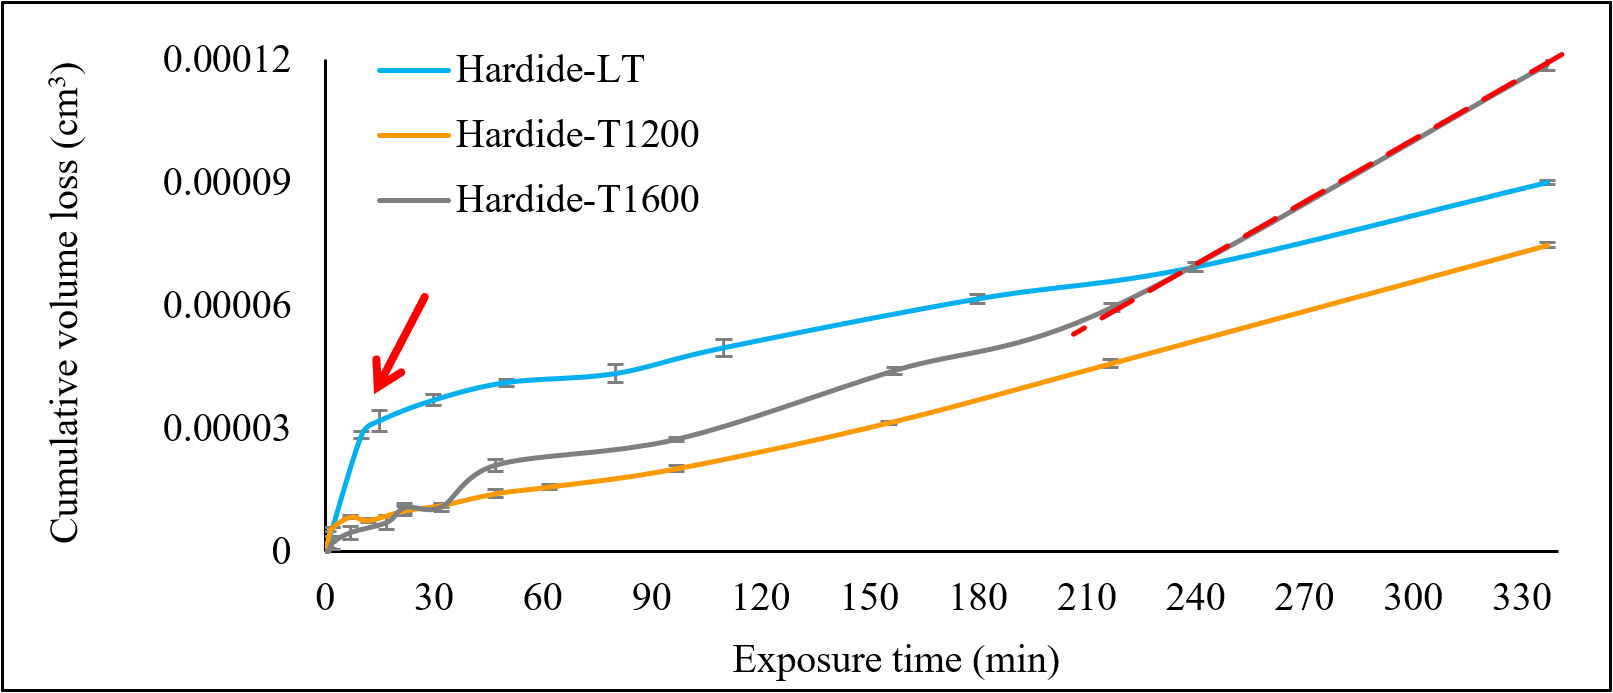 Cumulative volume loss (cm³)
0.00012
0.00009
0.00006
0.00003
0
Hardide-LT
Hardide-T1200
Hardide-T1600
0 30 60 90 120 150 180 210 240 270 300 330
Exposure time (min)